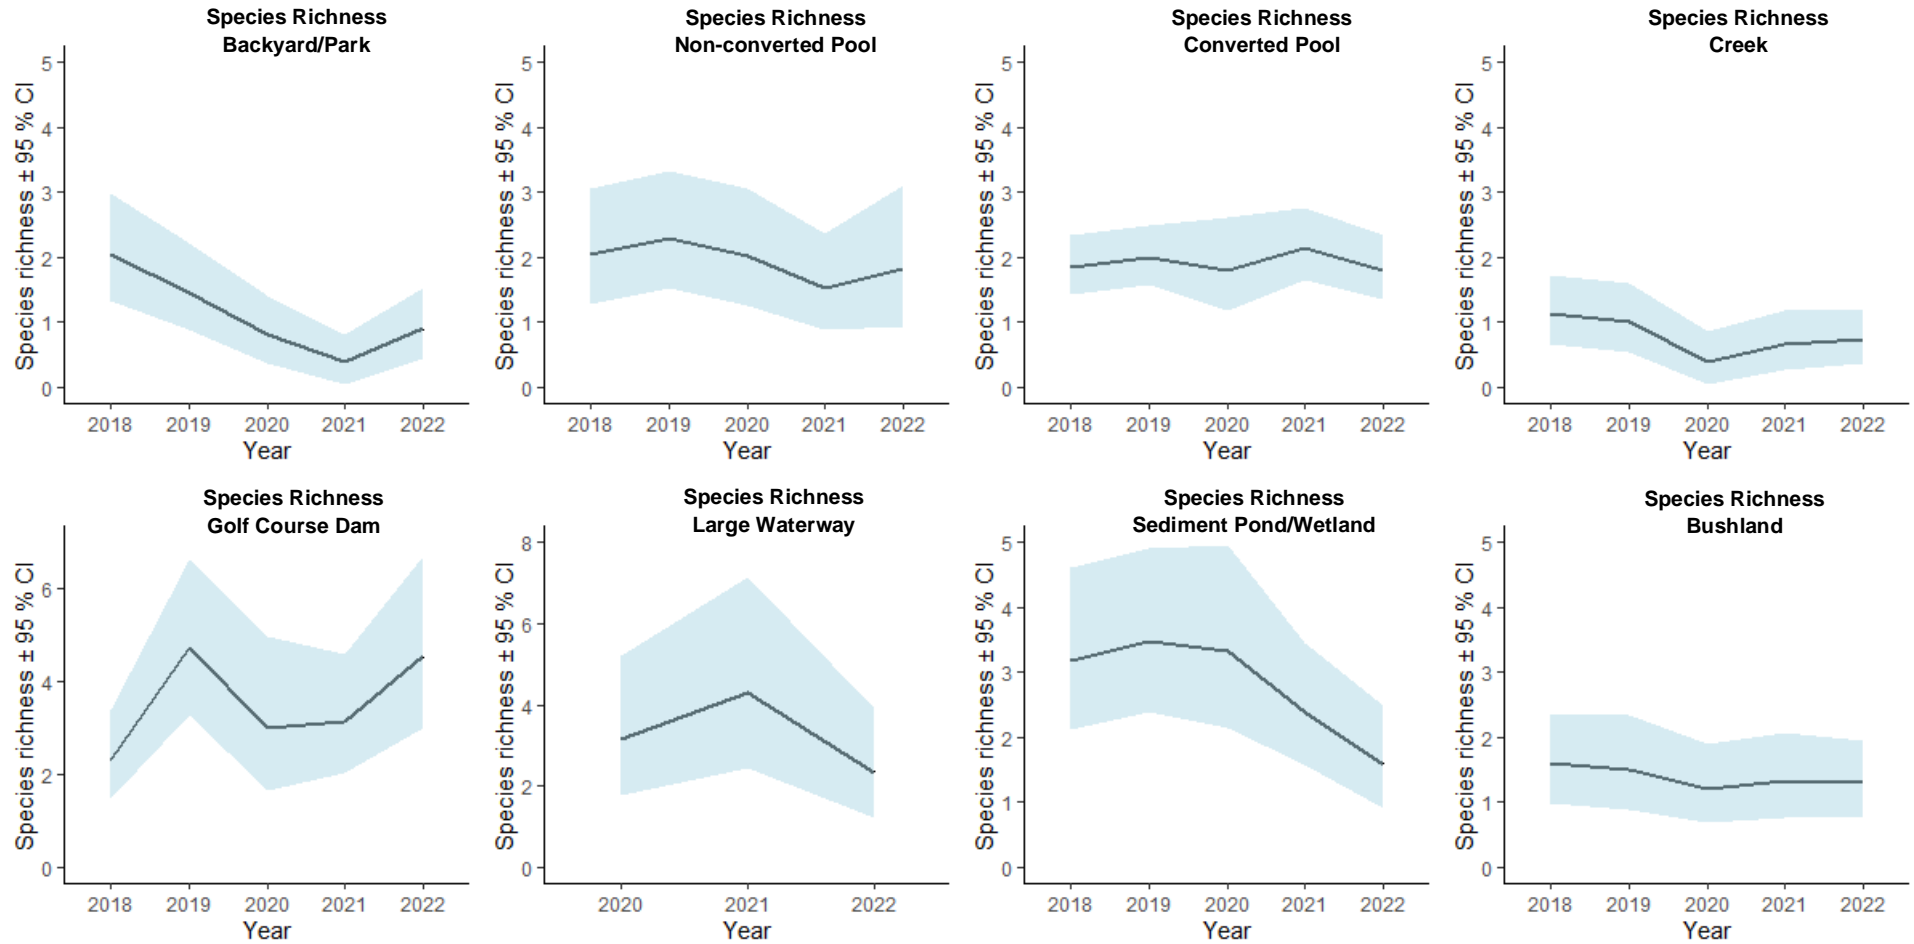 Species Richness
Backyard/Park
Species richness ± 95 % CI
5
4
3
2
1
0
2018 2019 2020 2021 2022
Year
Species Richness
Non-converted Pool
Species richness ± 95 % CI
5
4
3
2
1
0
2018 2019 2020 2021 2022
Year
Species Richness
Converted Pool
Species richness ± 95 % CI
5
4
3
2
1
0
2018 2019 2020 2021 2022
Year
Species Richness
Creek
Species richness ± 95 % CI
5
4
3
2
1
0
2018 2019 2020 2021 2022
Year
Species Richness
Golf Course Dam
Species richness ± 95 % CI
6
4
2
0
2018 2019 2020 2021 2022
Year
Species Richness
Large Waterway
Species richness ± 95 % CI
8
6
4
2
0
2020 2021 2022
Year
Species Richness
Sediment Pond/Wetland
Species richness ± 95 % CI
5
4
3
2
1
0
2018 2019 2020 2021 2022
Year
Species Richness
Bushland
Species richness ± 95 % CI
5
4
3
2
1
0
2018 2019 2020 2021 2022
Year